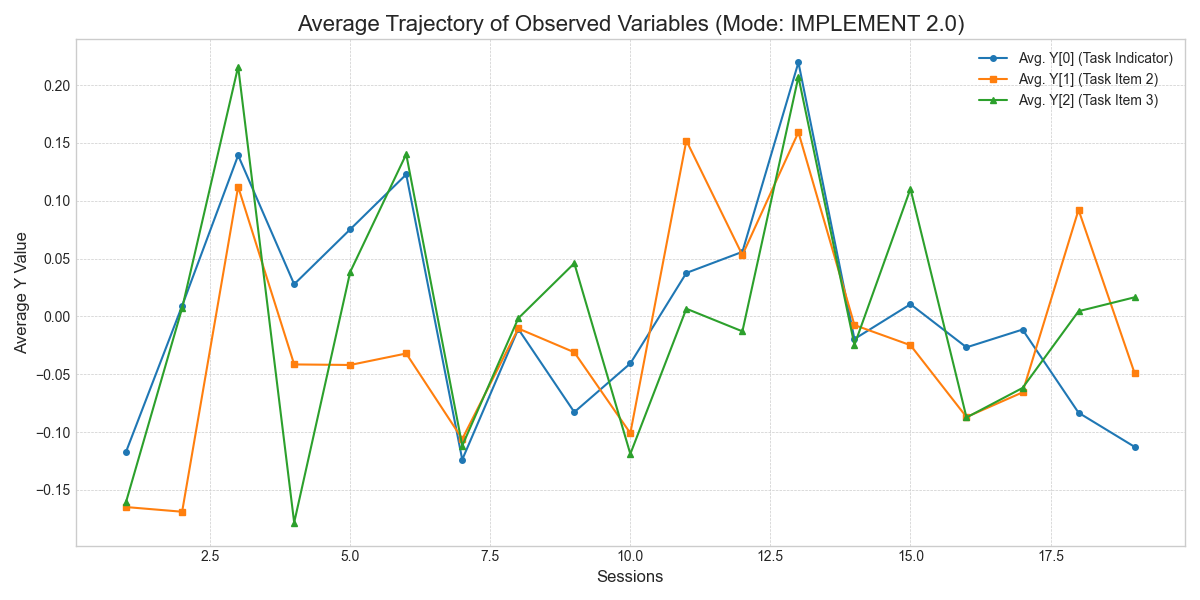 Average Trajectory of Observed Variables (Mode: IMPLEMENT 2.0)
Avg. Y[0] (Task Indicator)
Avg. Y[1] (Task Item 2)
Avg. Y[2] (Task Item 3)
Average Y Value
0.20
0.15
0.10
0.05
0.00
−0.05
−0.10
−0.15
2.5 5.0 7.5 10.0 12.5 15.0 17.5
Sessions